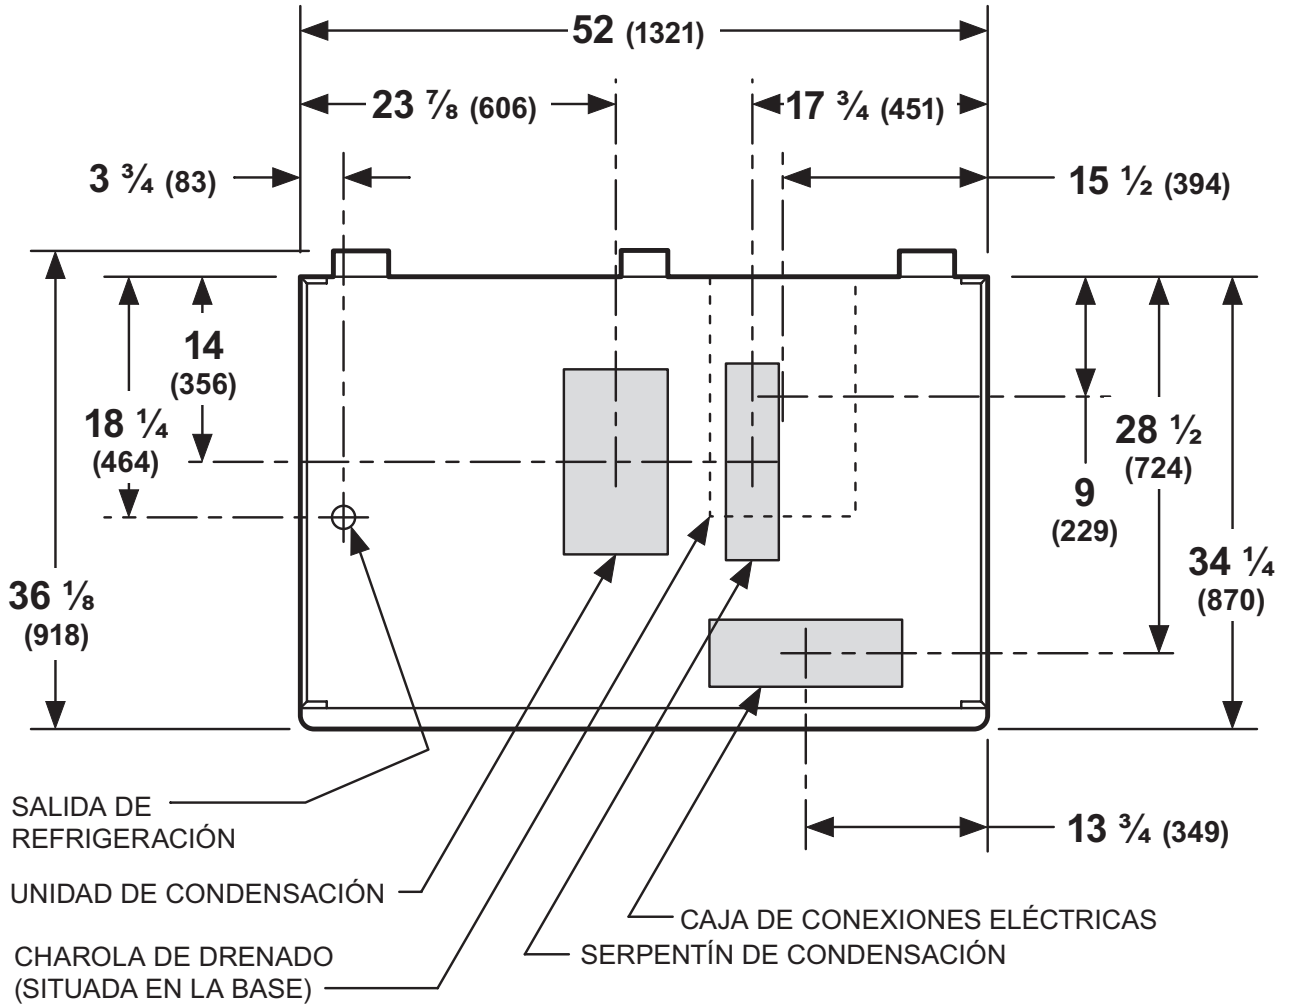 52 (1321)
23 ⅞ (606)
17 ¾ (451)
3 ¾ (83)
15 ½ (394)
14
(356)
18 ¼
(464)
28 ½
(724)
9
(229)
36 ⅛
(918)
34 ¼
(870)
SALIDA DE
REFRIGERACIÓN
13 ¾ (349)
UNIDAD DE CONDENSACIÓN
CAJA DE CONEXIONES ELÉCTRICAS
CHAROLA DE DRENADO
(SITUADA EN LA BASE)
SERPENTÍN DE CONDENSACIÓN